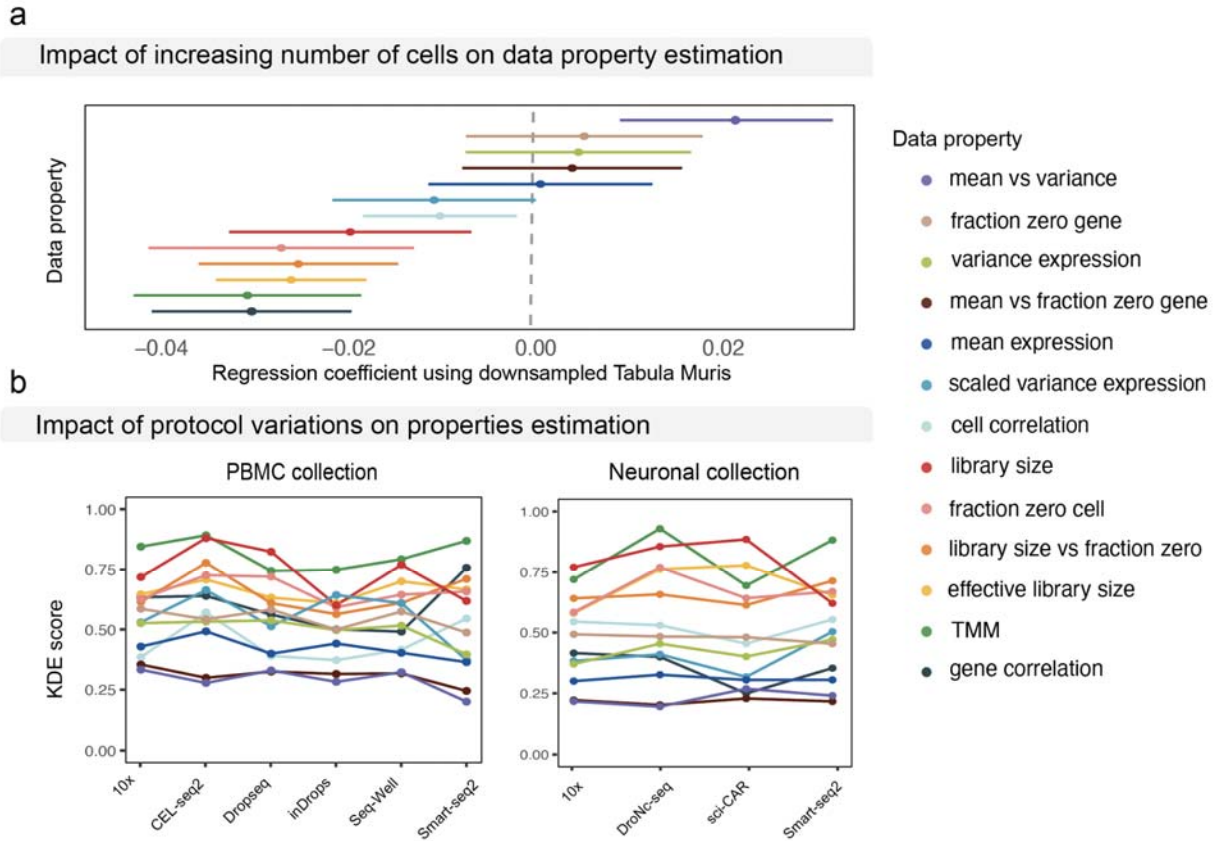 a
Impact of increasing number of cells on data property estimation
Data property
−0.04
−0.02
0.00
0.02
Regression coefficient using downsampled Tabula Muris
Data property
mean vs variance
fraction zero gene
variance expression
mean vs fraction zero gene
mean expression
scaled variance expression
cell correlation
library size
fraction zero cell
library size vs fraction zero
effective library size
TMM
gene correlation
b
Impact of protocol variations on properties estimation
PBMC collection
KDE score
1.00
0.75
0.50
0.25
0.00
10x
CEL-seq2
Dropseq
inDrops
Seq-Well
Smart-seq2
Neuronal collection
1.00
0.75
0.50
0.25
0.00
10x
DroNc-seq
sci-CAR
Smart-seq2